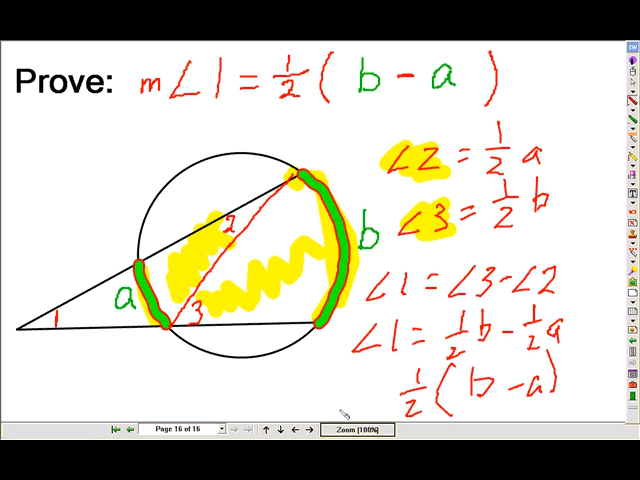 Prove: m∠1 = 1/2 ( b - a )
∠2 = 1/2 a
∠3 = 1/2 b
2
b
a
1
3
∠1 = ∠3 - ∠2
∠1 = 1/2 b - 1/2 a
1/2 ( b - a )
Page 16 of 16
Zoom [100%]